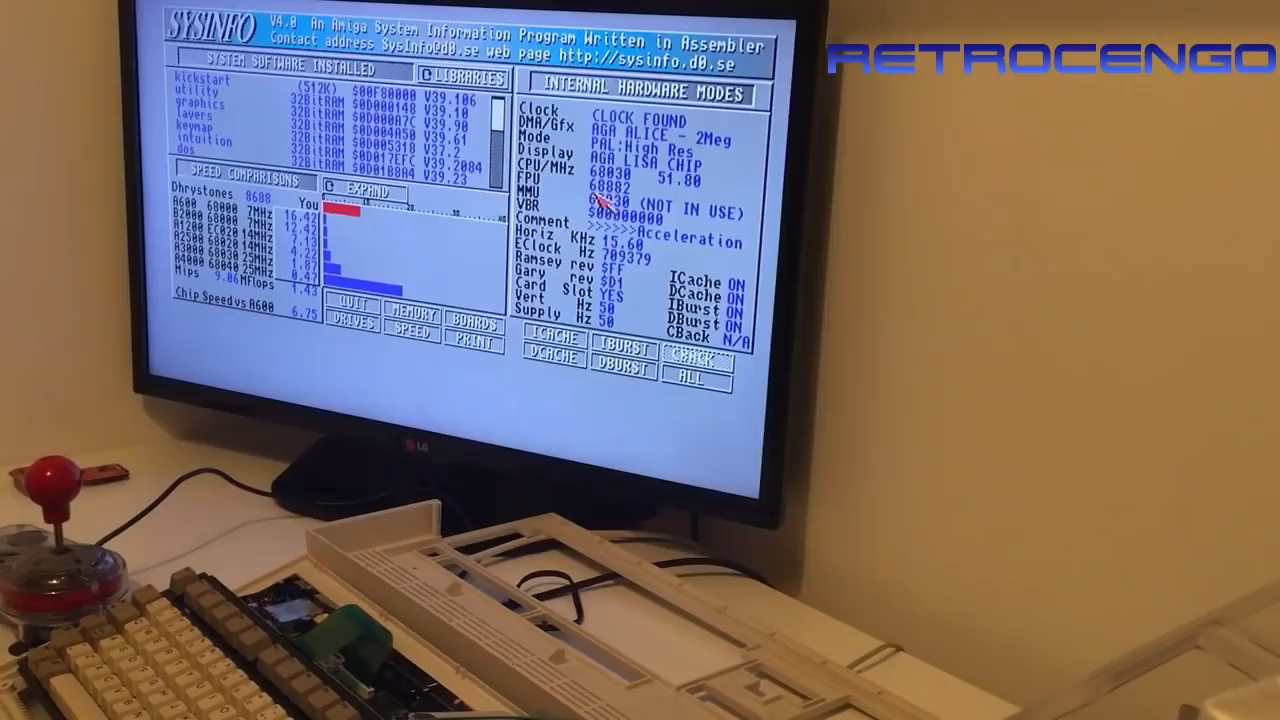 RETROCENGO
SYSINFO
V4.0 An Amiga System Information Program Written in Assembler
Contact address SysInfo@d0.se web page http://sysinfo.d0.se
SYSTEM SOFTWARE INSTALLED
LIBRARIES
INTERNAL HARDWARE MODES
kickstart (512K) $00F80000 V39.106
utility 32BitRAM $0D000148 V39.10
graphics 32BitRAM $0D000A7C V39.90
layers 32BitRAM $0D004A50 V39.61
keymap 32BitRAM $0D005318 V37.2
intuition 32BitRAM $0D017EFC V39.2084
dos 32BitRAM $0D01B8A4 V39.23
Clock CLOCK FOUND
DMA/Gfx AGA ALICE - 2Meg
Mode PAL:High Res
Display AGA LISA CHIP
CPU/MHz 68030 51.80
FPU 68882
MMU 68030 (NOT IN USE)
VBR $00000000
Comment >>>>>>Acceleration
Horiz KHz 15.60
EClock Hz 709379
Ramsey rev $FF
Gary rev $D1
Card Slot YES
Vert Hz 50
Supply Hz 50
ICache ON
DCache ON
IBurst ON
DBurst ON
CBack N/A
SPEED COMPARISONS
EXPAND
Dhrystones 8688 You
A600 68000 7MHz 16.42
B2000 68000 7MHz 12.42
A1200 EC020 14MHz 7.13
A2500 68020 14MHz 4.22
A3000 68030 25MHz 1.87
A4000 68040 25MHz 0.42
Mips 9.06 MFlops 1.43
Chip Speed vs A600 6.75
QUIT
MEMORY
BOARDS
DRIVES
SPEED
PRINT
ICACHE
IBURST
CBACK
DCACHE
DBURST
ALL
LG